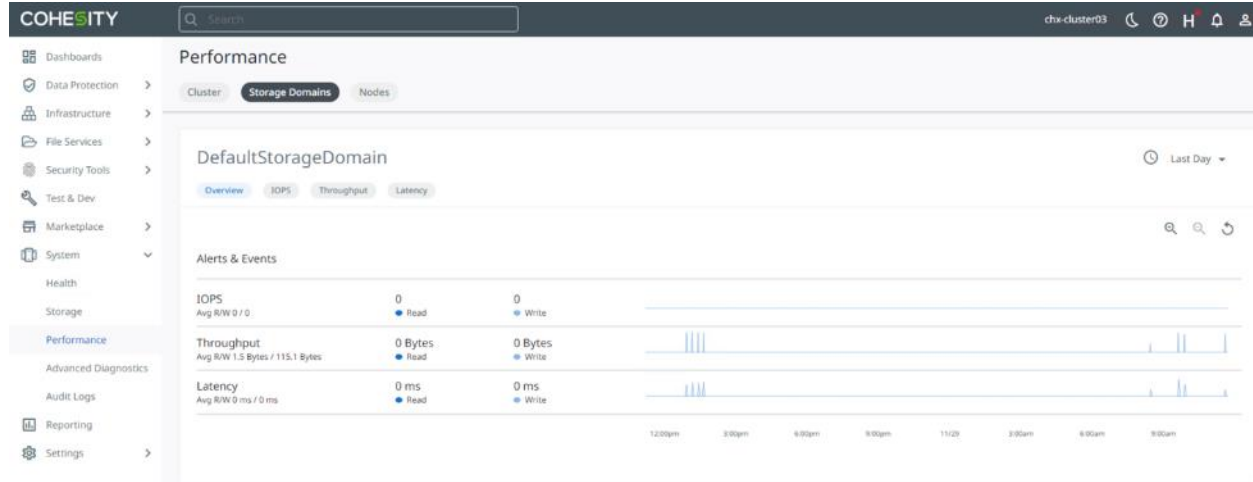 COHESITY
Search
chx-cluster03
H
Dashboards
Data Protection
Infrastructure
File Services
Security Tools
Test & Dev
Marketplace
System
Health
Storage
Performance
Advanced Diagnostics
Audit Logs
Reporting
Settings
Performance
Cluster Storage Domains Nodes
DefaultStorageDomain
Last Day
Overview IOPS Throughput Latency
Alerts & Events
IOPS 0 0
Avg R/W 0 / 0 Read Write
Throughput 0 Bytes 0 Bytes
Avg R/W 1.5 Bytes / 115.1 Bytes Read Write
Latency 0 ms 0 ms
Avg R/W 0 ms / 0 ms Read Write
12:00pm 3:00pm 6:00pm 9:00pm 11/29 3:00am 6:00am 9:00am